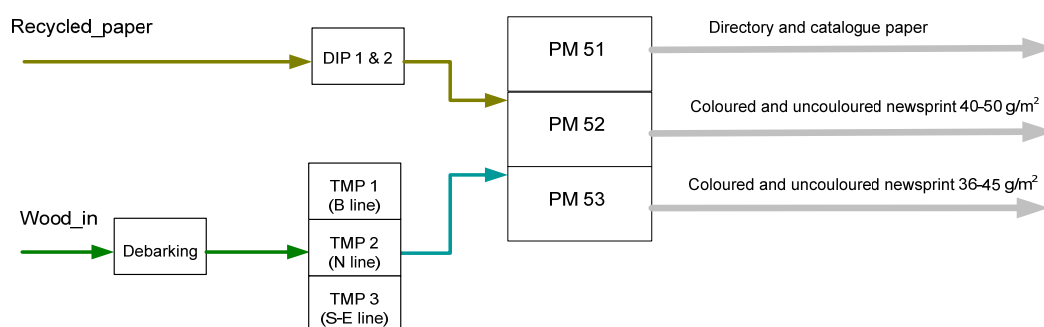 Recycled_paper
DIP 1 & 2
PM 51
Directory and catalogue paper
PM 52
Coloured and uncouloured newsprint 40-50 g/m²
PM 53
Coloured and uncouloured newsprint 36-45 g/m²
Wood_in
Debarking
TMP 1
(B line)
TMP 2
(N line)
TMP 3
(S-E line)